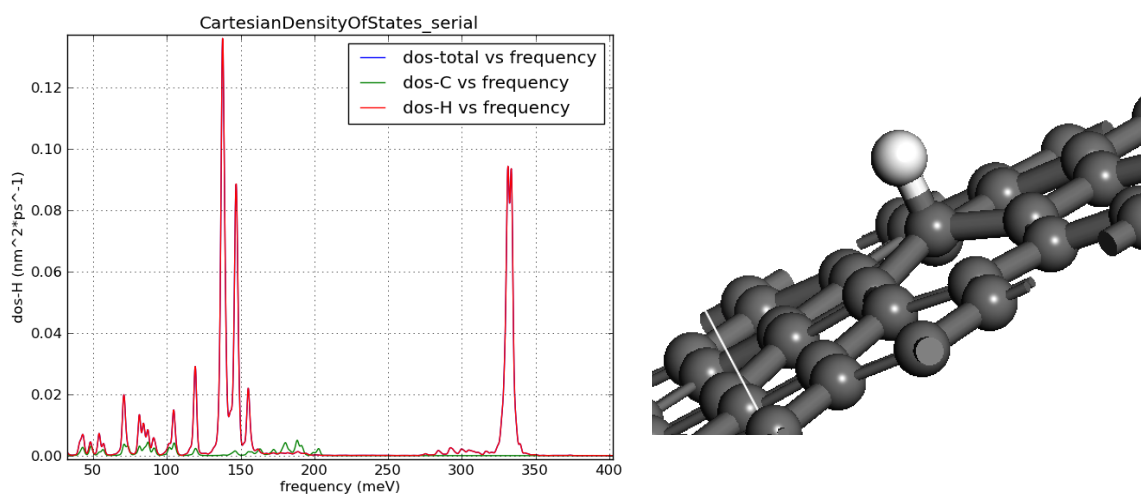 CartesianDensityOfStates_serial
dos-total vs frequency
dos-C vs frequency
dos-H vs frequency
dos-H (nm^2*ps^-1)
0.12
0.10
0.08
0.06
0.04
0.02
0.00
50 100 150 200 250 300 350 400
frequency (meV)